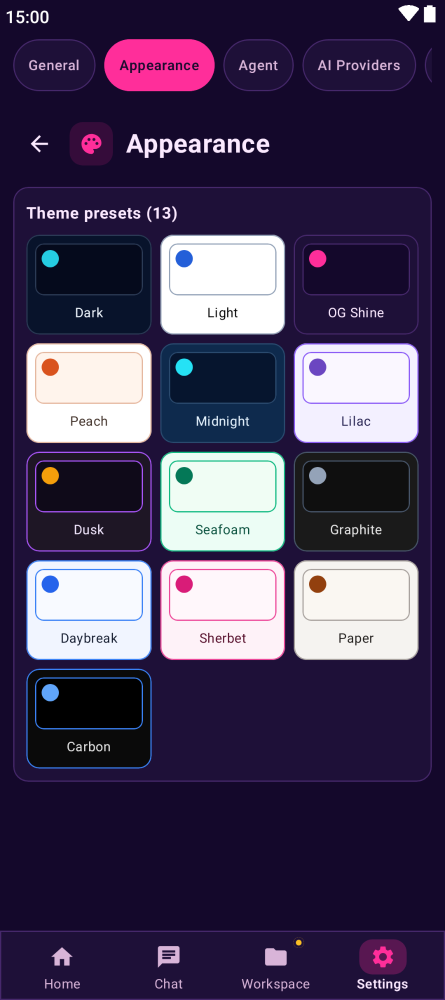 15:00
General
Appearance
Agent
AI Providers
Appearance
Theme presets (13)
Dark
Light
OG Shine
Peach
Midnight
Lilac
Dusk
Seafoam
Graphite
Daybreak
Sherbet
Paper
Carbon
Home
Chat
Workspace
Settings